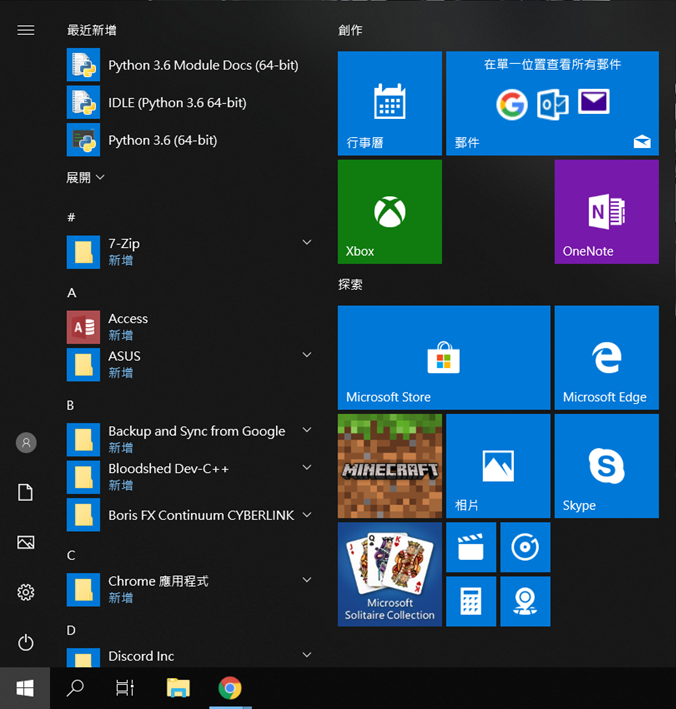 最近新增
Python 3.6 Module Docs (64-bit)
IDLE (Python 3.6 64-bit)
Python 3.6 (64-bit)
展開
#
7-Zip
新增
A
Access
新增
ASUS
新增
B
Backup and Sync from Google
新增
Bloodshed Dev-C++
新增
Boris FX Continuum CYBERLINK
C
Chrome 應用程式
新增
D
Discord Inc
創作
行事曆
在單一位置查看所有郵件
郵件
Xbox
OneNote
探索
Microsoft Store
Microsoft Edge
MINECRAFT
相片
Skype
Microsoft
Solitaire Collection